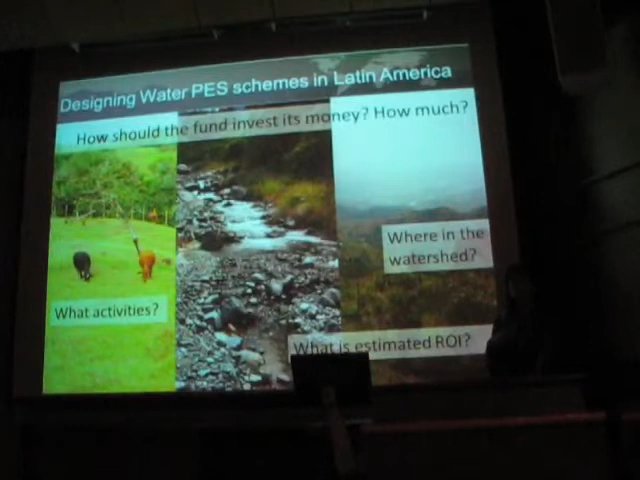 Designing Water PES schemes in Latin America
How should the fund invest its money? How much?
Where in the
watershed?
What activities?
What is estimated ROI?